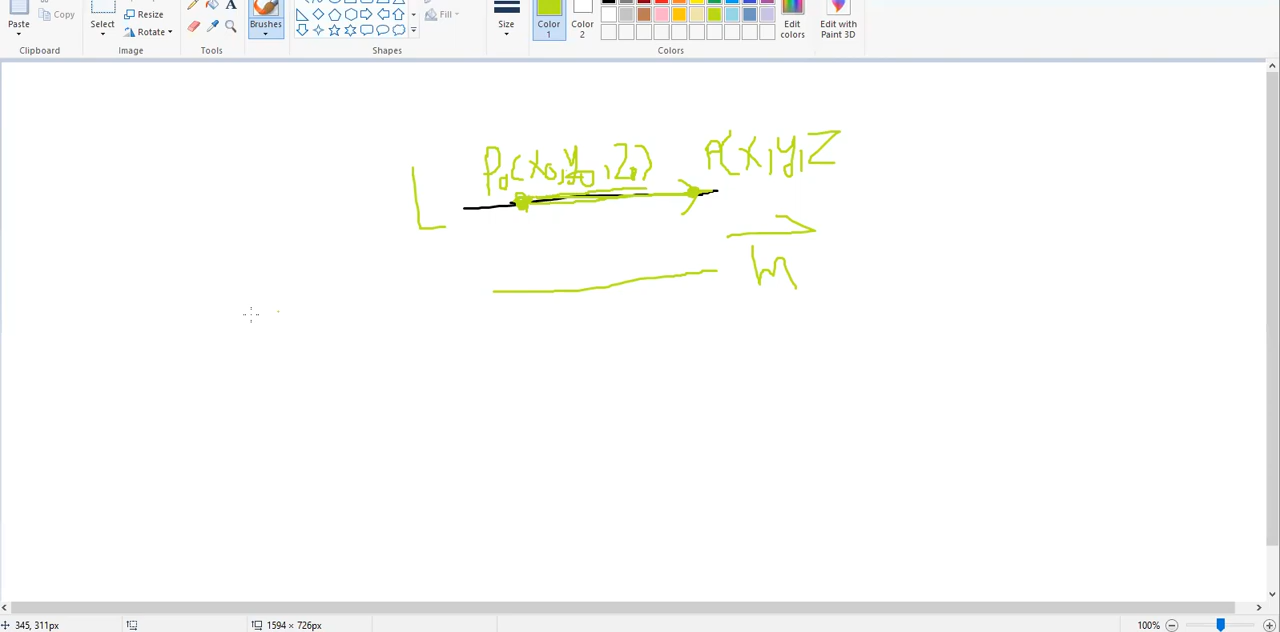 Paste
Copy
Select
Resize
Rotate
A
Brushes
Fill
Size
Color 1
Color 2
Edit colors
Edit with Paint 3D
Clipboard
Image
Tools
Shapes
Colors
P₀(x₀,y₀,z₀)
A(x,y,z
L
m
345, 311px
1594 × 726px
100%